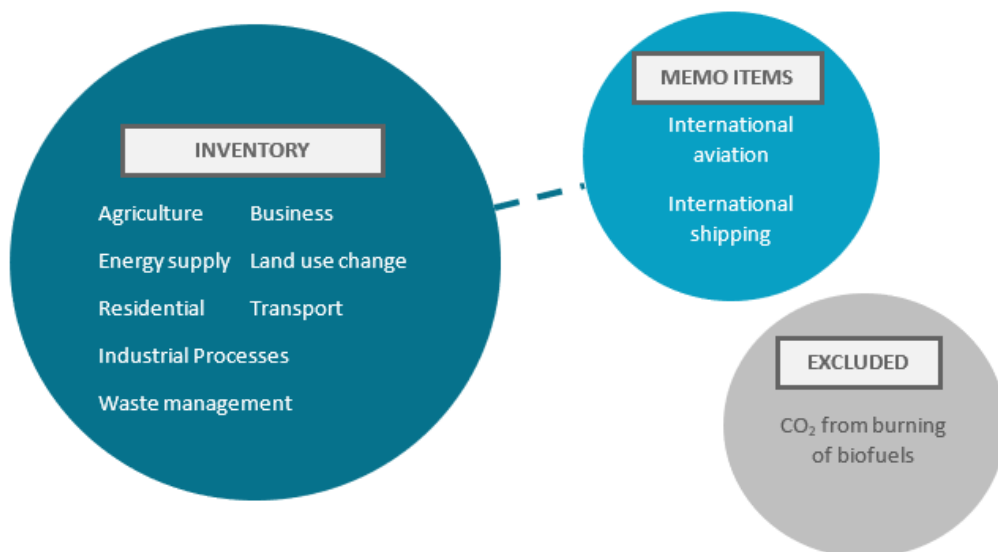 INVENTORY
Agriculture Business
Energy supply Land use change
Residential Transport
Industrial Processes
Waste management
MEMO ITEMS
International
aviation
International
shipping
EXCLUDED
CO₂ from burning
of biofuels